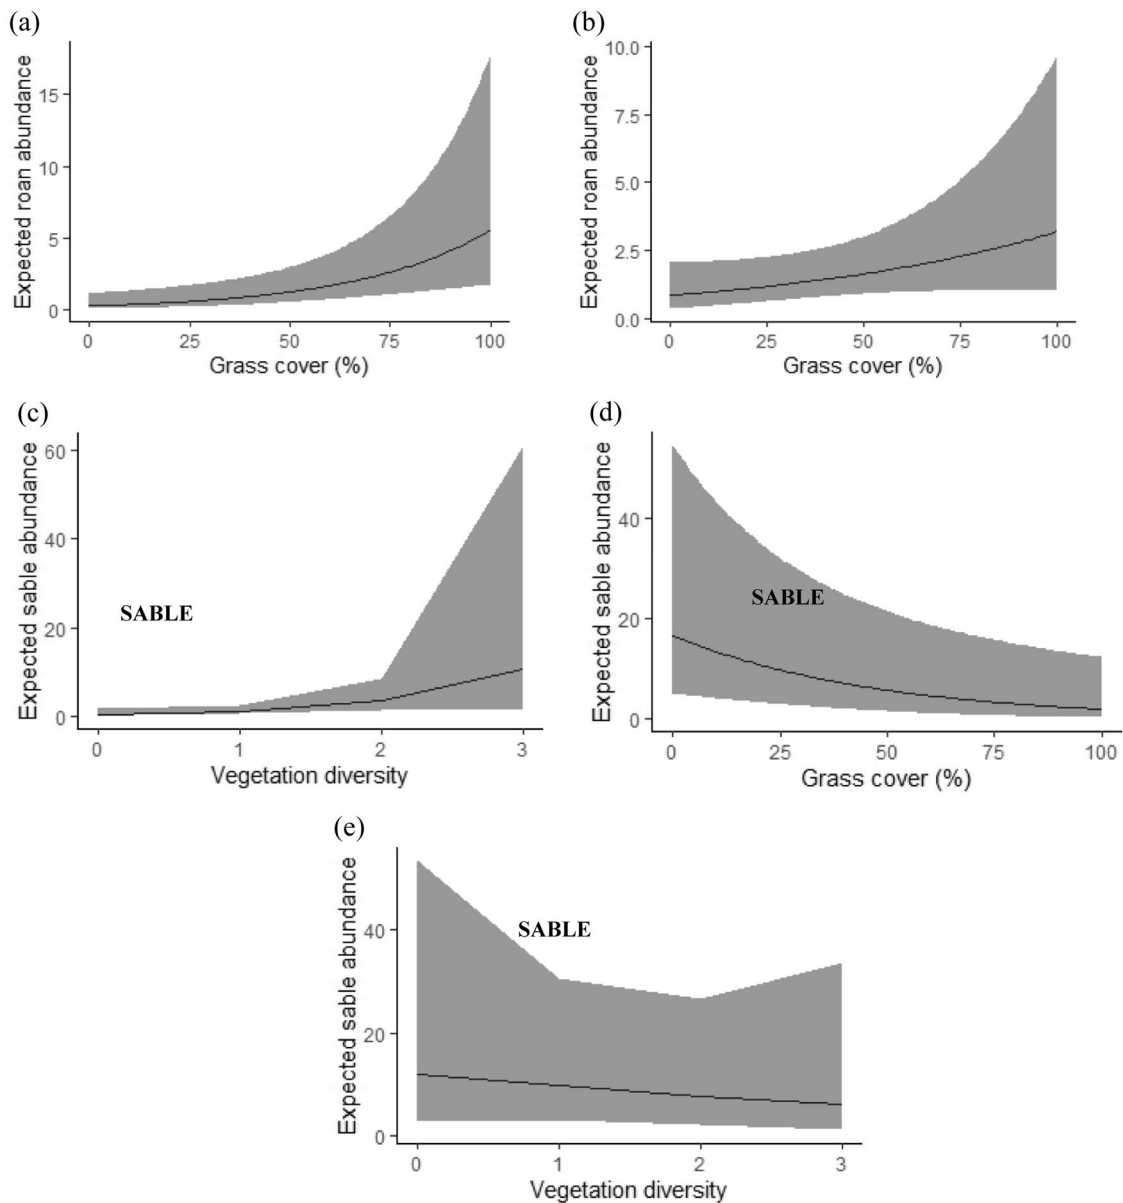 (a)
Expected roan abundance
15
10
5
0
0 25 50 75 100
Grass cover (%)
(b)
Expected roan abundance
10.0
7.5
5.0
2.5
0.0
0 25 50 75 100
Grass cover (%)
(c)
Expected sable abundance
60
40
20
0
SABLE
0 1 2 3
Vegetation diversity
(d)
Expected sable abundance
40
20
0
SABLE
0 25 50 75 100
Grass cover (%)
(e)
Expected sable abundance
40
20
0
SABLE
0 1 2 3
Vegetation diversity